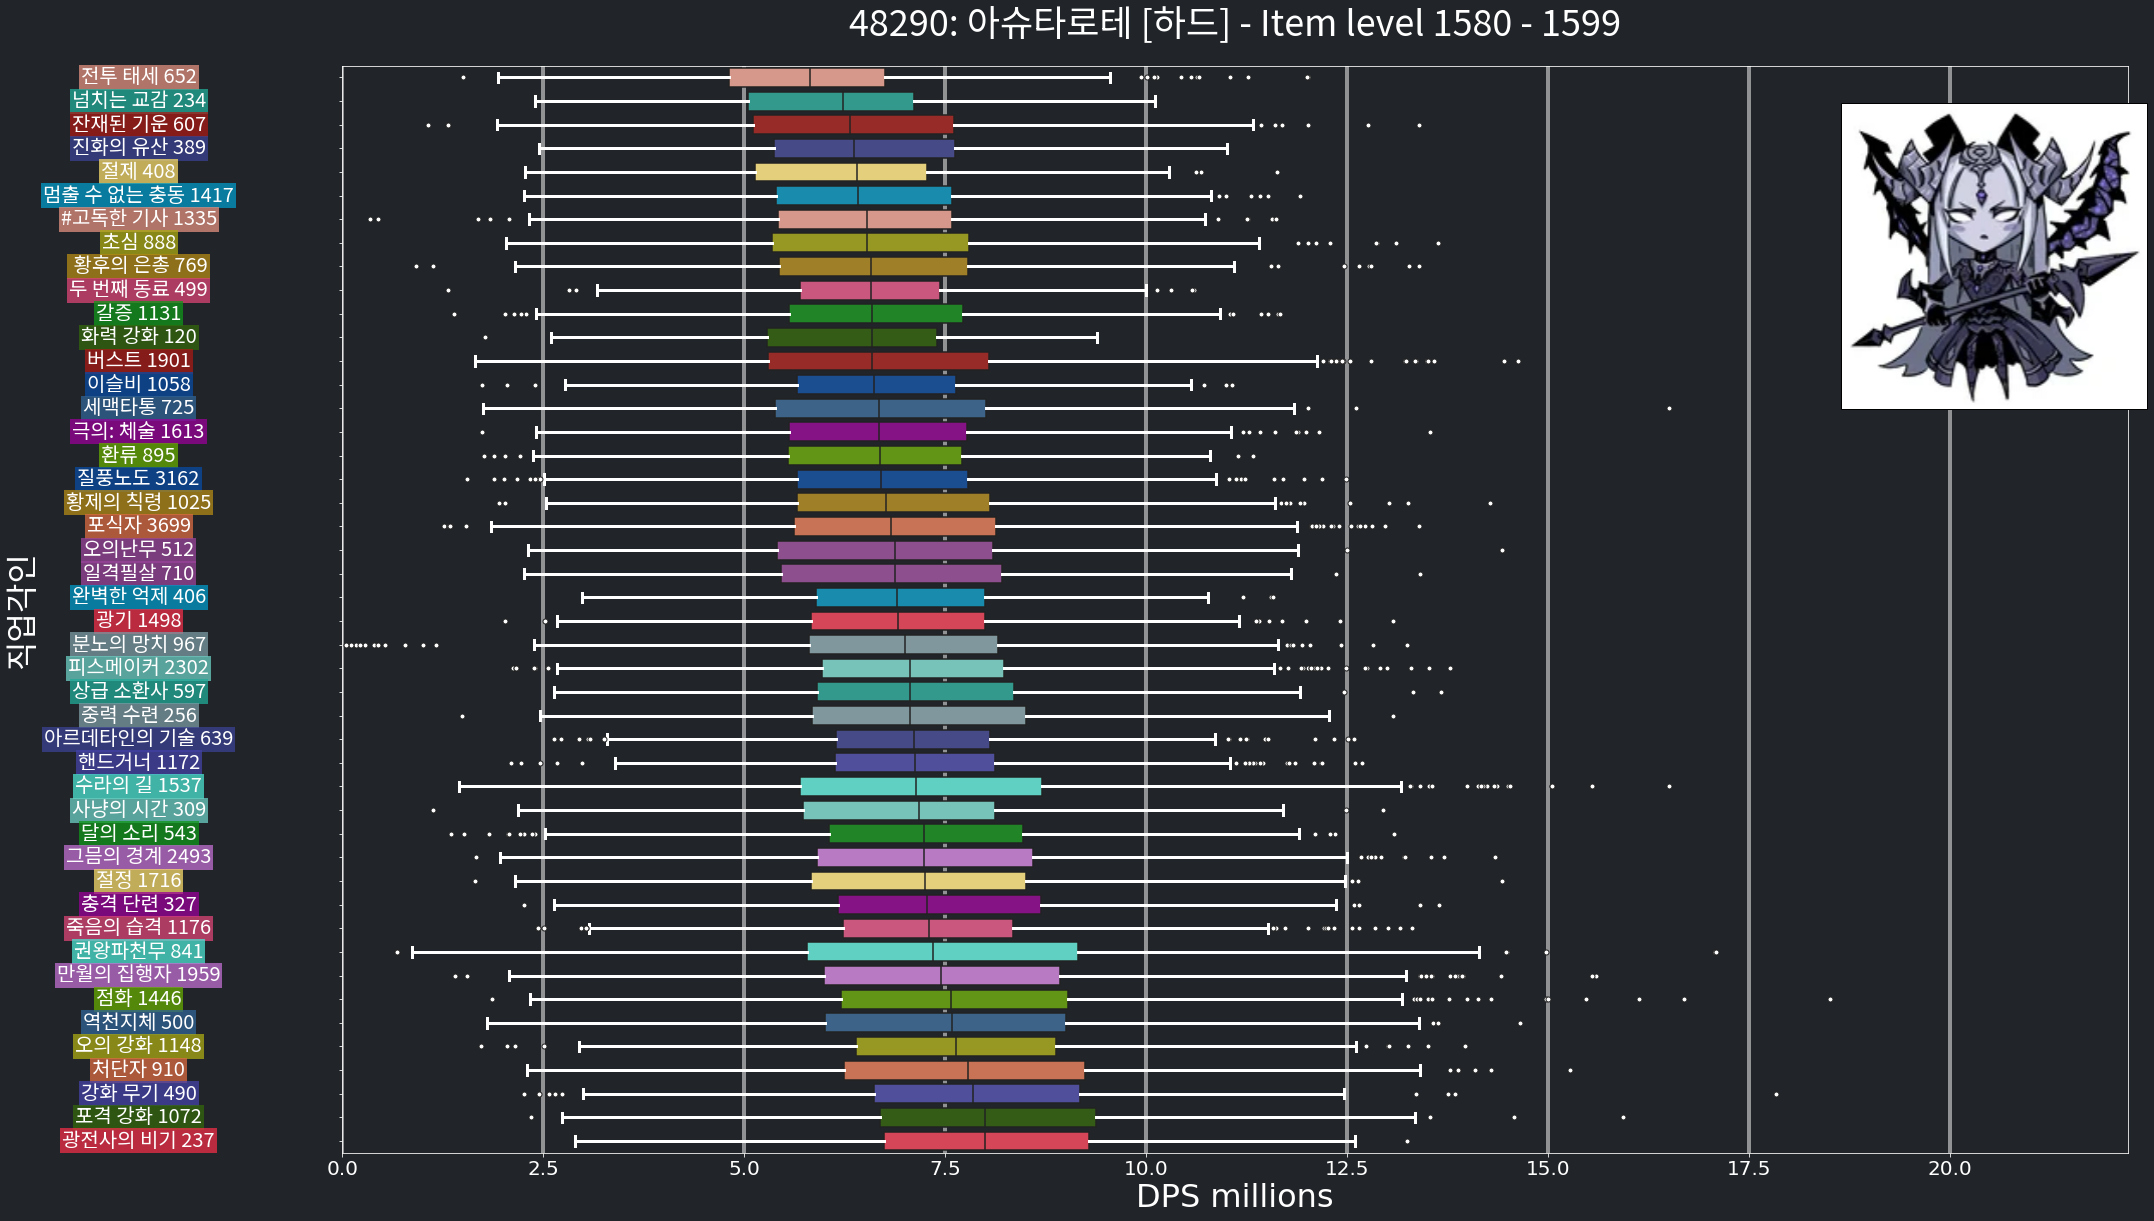 48290: 아슈타로테 [하드] - Item level 1580 - 1599
전투 태세 652
넘치는 교감 234
잔재된 기운 607
진화의 유산 389
절제 408
멈출 수 없는 충동 1417
#고독한 기사 1335
초심 888
황후의 은총 769
두 번째 동료 499
갈증 1131
화력 강화 120
버스트 1901
이슬비 1058
세맥타통 725
극의: 체술 1613
환류 895
질풍노도 3162
황제의 칙령 1025
포식자 3699
오의난무 512
일격필살 710
완벽한 억제 406
광기 1498
분노의 망치 967
피스메이커 2302
상급 소환사 597
중력 수련 256
아르데타인의 기술 639
핸드거너 1172
수라의 길 1537
사냥의 시간 309
달의 소리 543
그믐의 경계 2493
절정 1716
충격 단련 327
죽음의 습격 1176
권왕파천무 841
만월의 집행자 1959
점화 1446
역천지체 500
오의 강화 1148
처단자 910
강화 무기 490
포격 강화 1072
광전사의 비기 237
직업각인
0.0 2.5 5.0 7.5 10.0 12.5 15.0 17.5 20.0
DPS millions